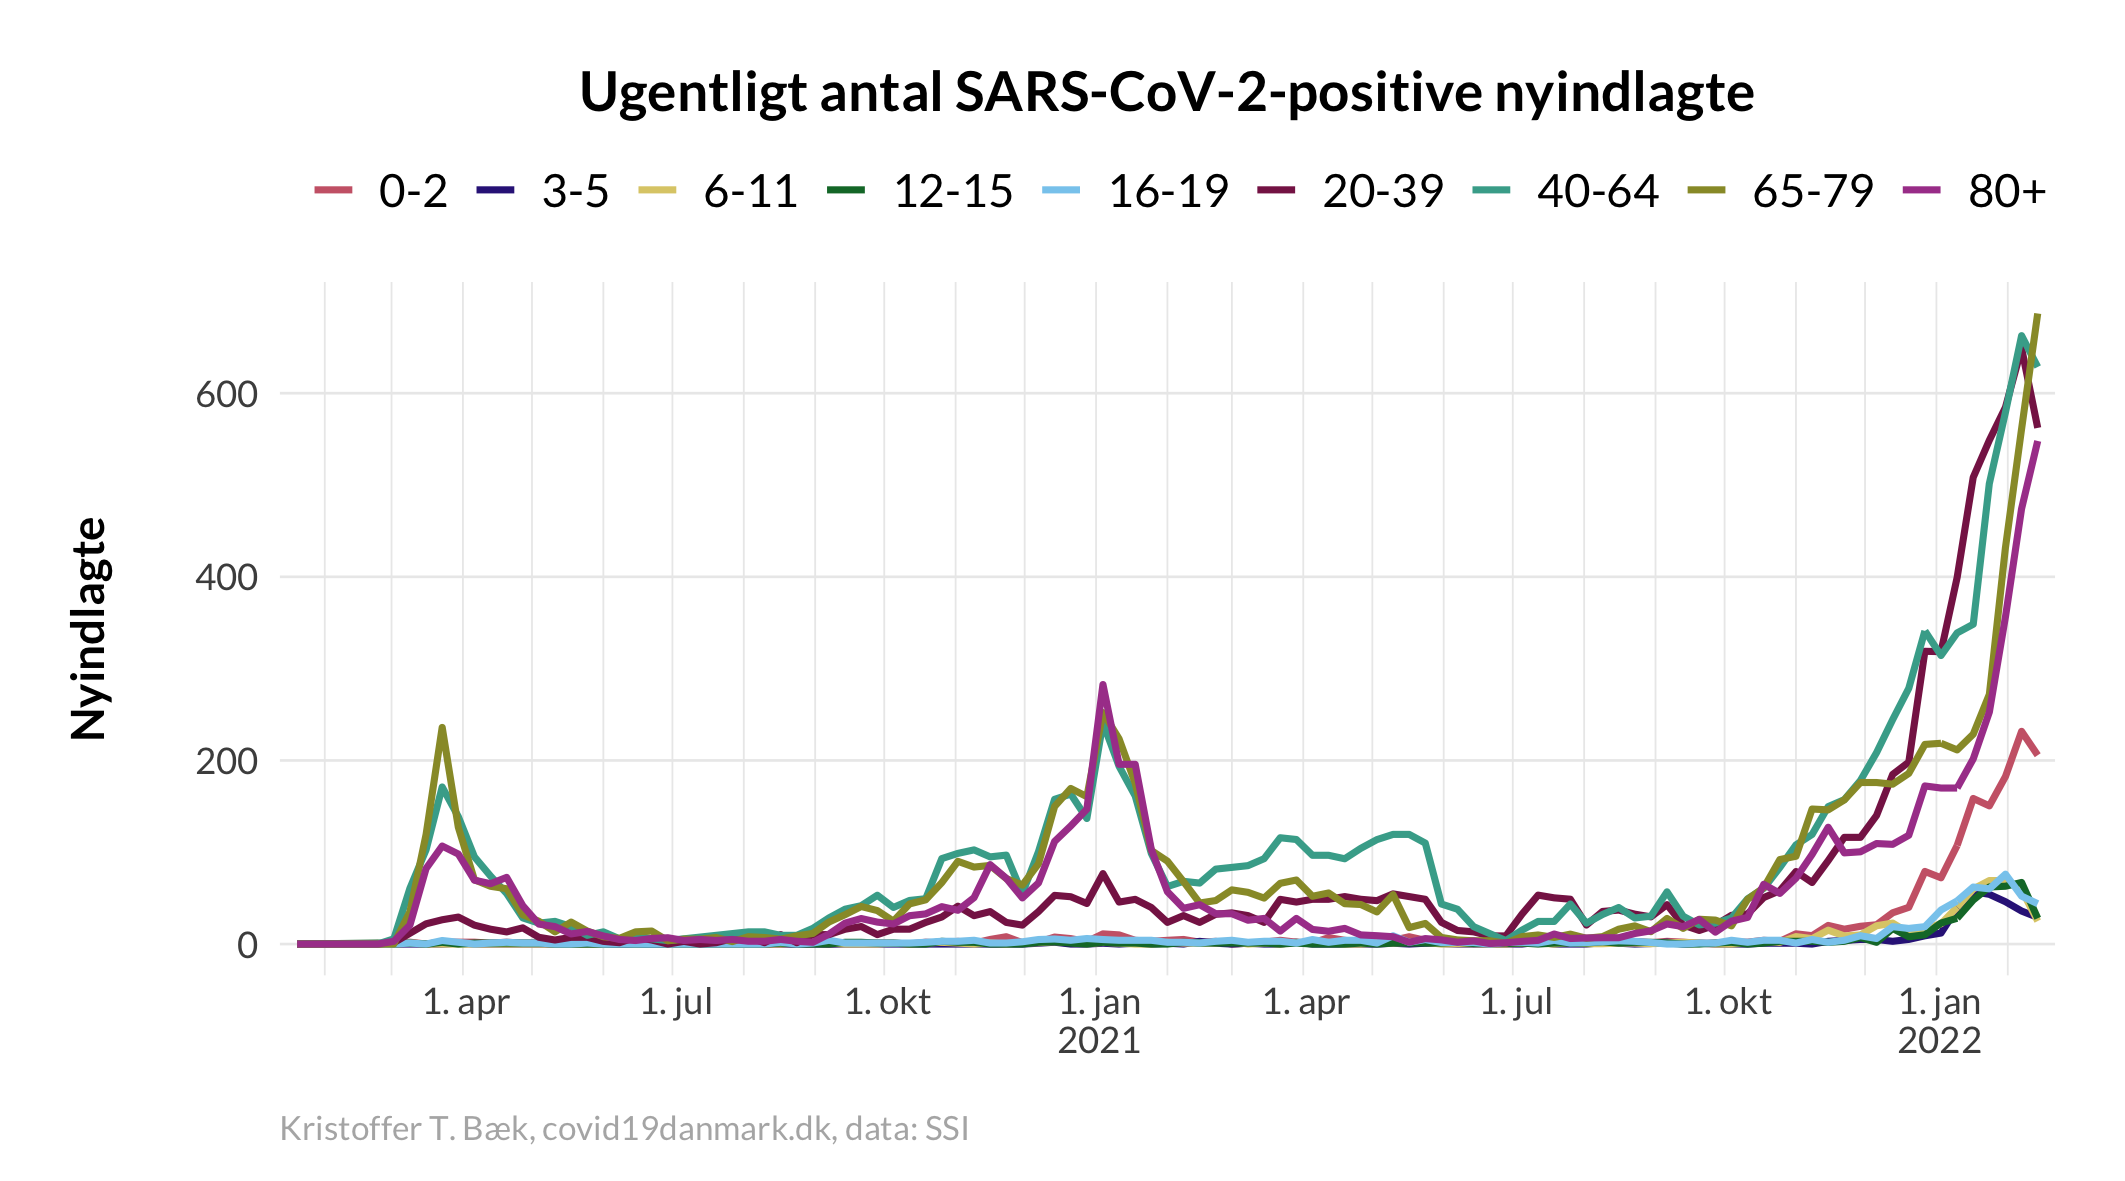 Ugentligt antal SARS-CoV-2-positive nyindlagte
0-2 3-5 6-11 12-15 16-19 20-39 40-64 65-79 80+
Nyindlagte
600
400
200
0
1. apr 1. jul 1. okt 1. jan 1. apr 1. jul 1. okt 1. jan
2021 2022
Kristoffer T. Bæk, covid19danmark.dk, data: SSI